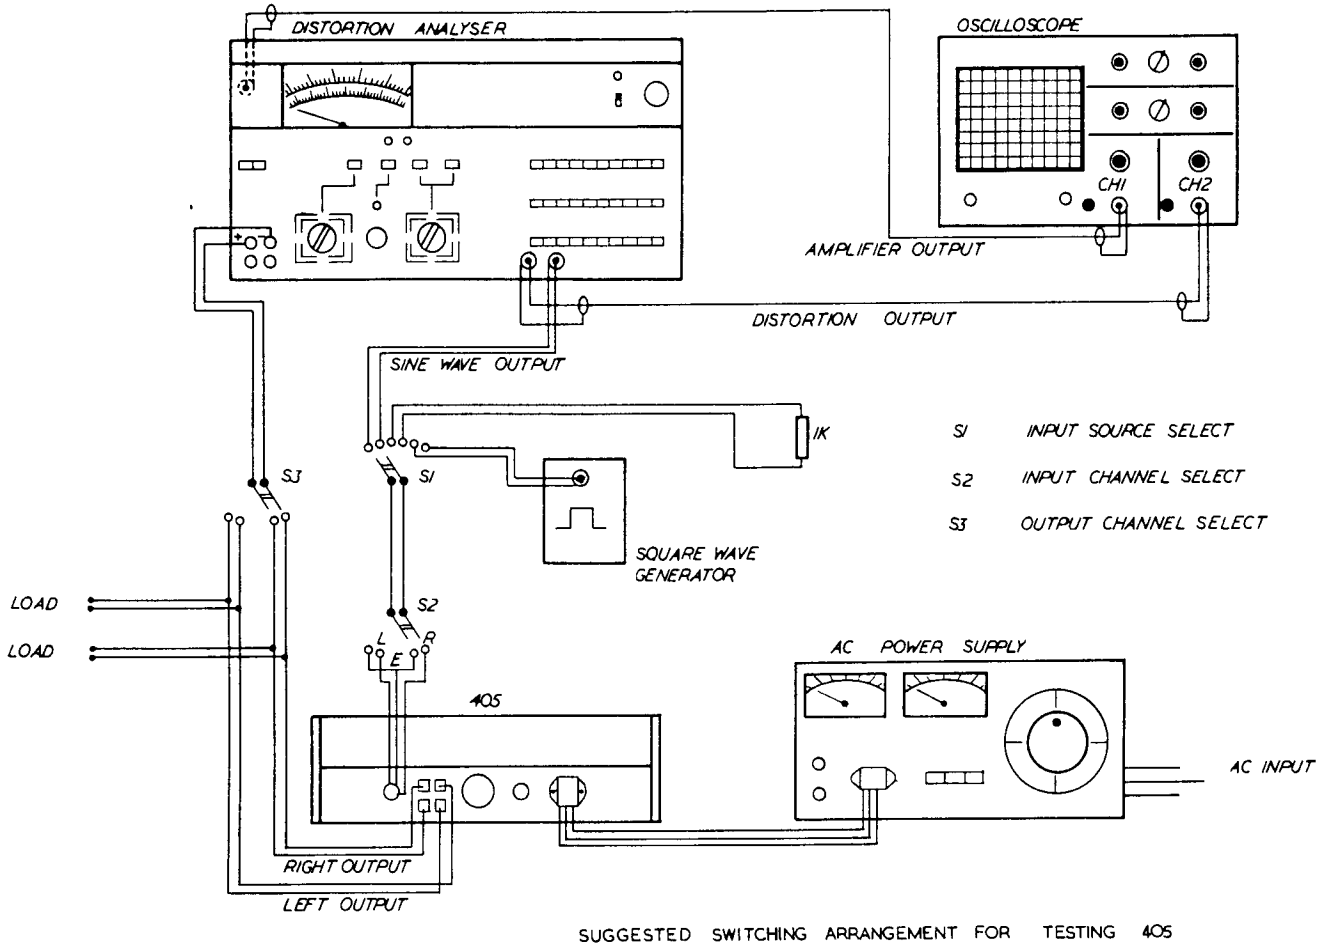 DISTORTION ANALYSER
OSCILLOSCOPE
CH1
CH2
+
AMPLIFIER OUTPUT
DISTORTION OUTPUT
SINE WAVE OUTPUT
1K
S1 INPUT SOURCE SELECT
S2 INPUT CHANNEL SELECT
S3 OUTPUT CHANNEL SELECT
S3
S1
SQUARE WAVE
GENERATOR
LOAD
LOAD
S2
L
R
E
AC POWER SUPPLY
405
AC INPUT
RIGHT OUTPUT
LEFT OUTPUT
SUGGESTED SWITCHING ARRANGEMENT FOR TESTING 405